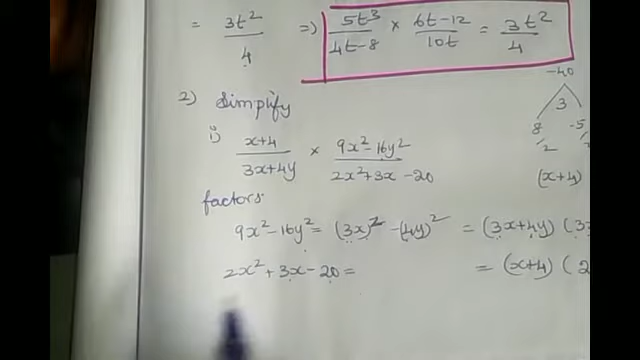 = 3t²/4 ⇒ 5t³/4t-8 × 6t-12/10t = 3t²/4
2) Simplify
-40
3
8 -5
i) x+4/3x+4y × 9x²-16y²/2x²+3x-20
2
(x+4)
factors
9x²-16y² = (3x)² - (4y)² = (3x+4y) (3
2x²+3x-20 = = (x+4) (2